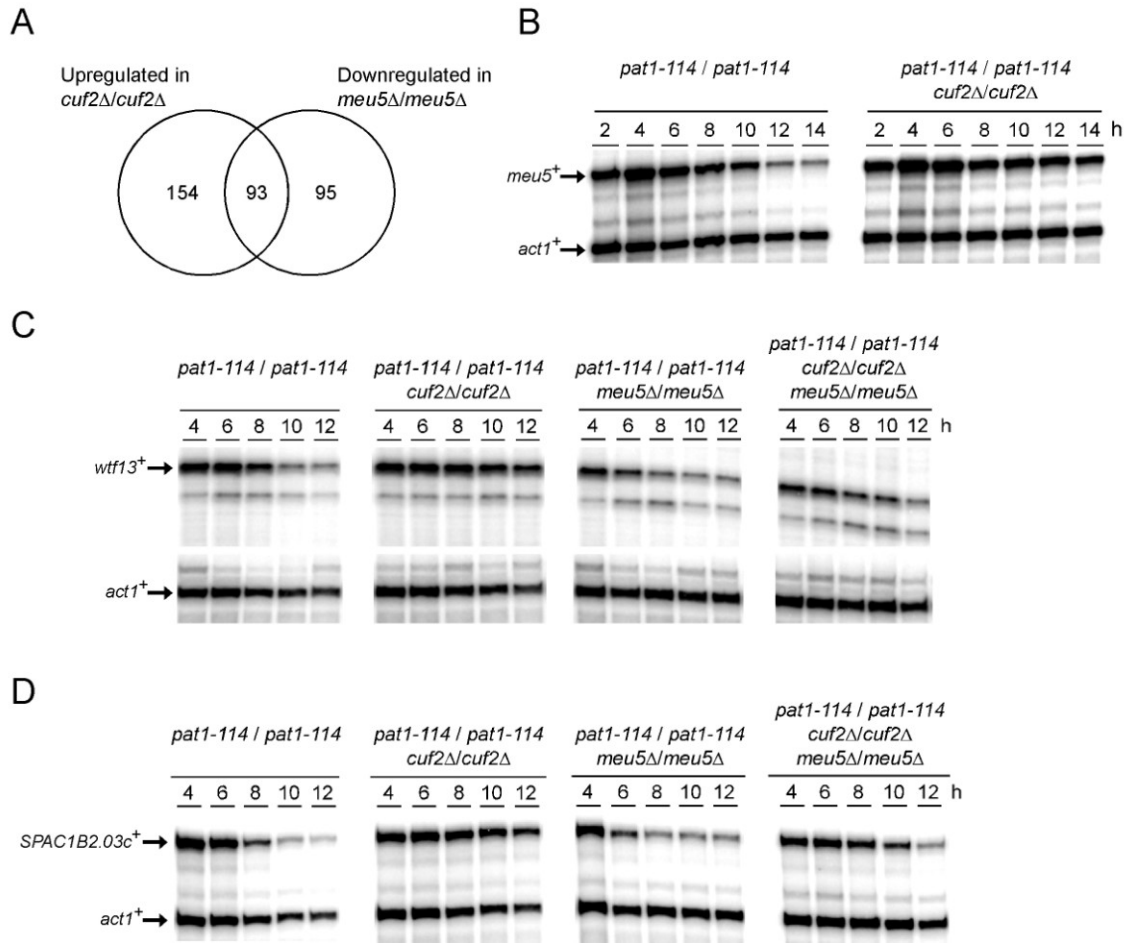 A
Upregulated in
cuf2Δ/cuf2Δ
Downregulated in
meu5Δ/meu5Δ
154
93
95
B
pat1-114 / pat1-114
pat1-114 / pat1-114
cuf2Δ/cuf2Δ
2 4 6 8 10 12 14
2 4 6 8 10 12 14 h
meu5+
act1+
C
pat1-114 / pat1-114
pat1-114 / pat1-114
cuf2Δ/cuf2Δ
pat1-114 / pat1-114
meu5Δ/meu5Δ
pat1-114 / pat1-114
cuf2Δ/cuf2Δ
meu5Δ/meu5Δ
4 6 8 10 12
4 6 8 10 12
4 6 8 10 12
4 6 8 10 12 h
wtf13+
act1+
D
pat1-114 / pat1-114
pat1-114 / pat1-114
cuf2Δ/cuf2Δ
pat1-114 / pat1-114
meu5Δ/meu5Δ
pat1-114 / pat1-114
cuf2Δ/cuf2Δ
meu5Δ/meu5Δ
4 6 8 10 12
4 6 8 10 12
4 6 8 10 12
4 6 8 10 12 h
SPAC1B2.03c+
act1+